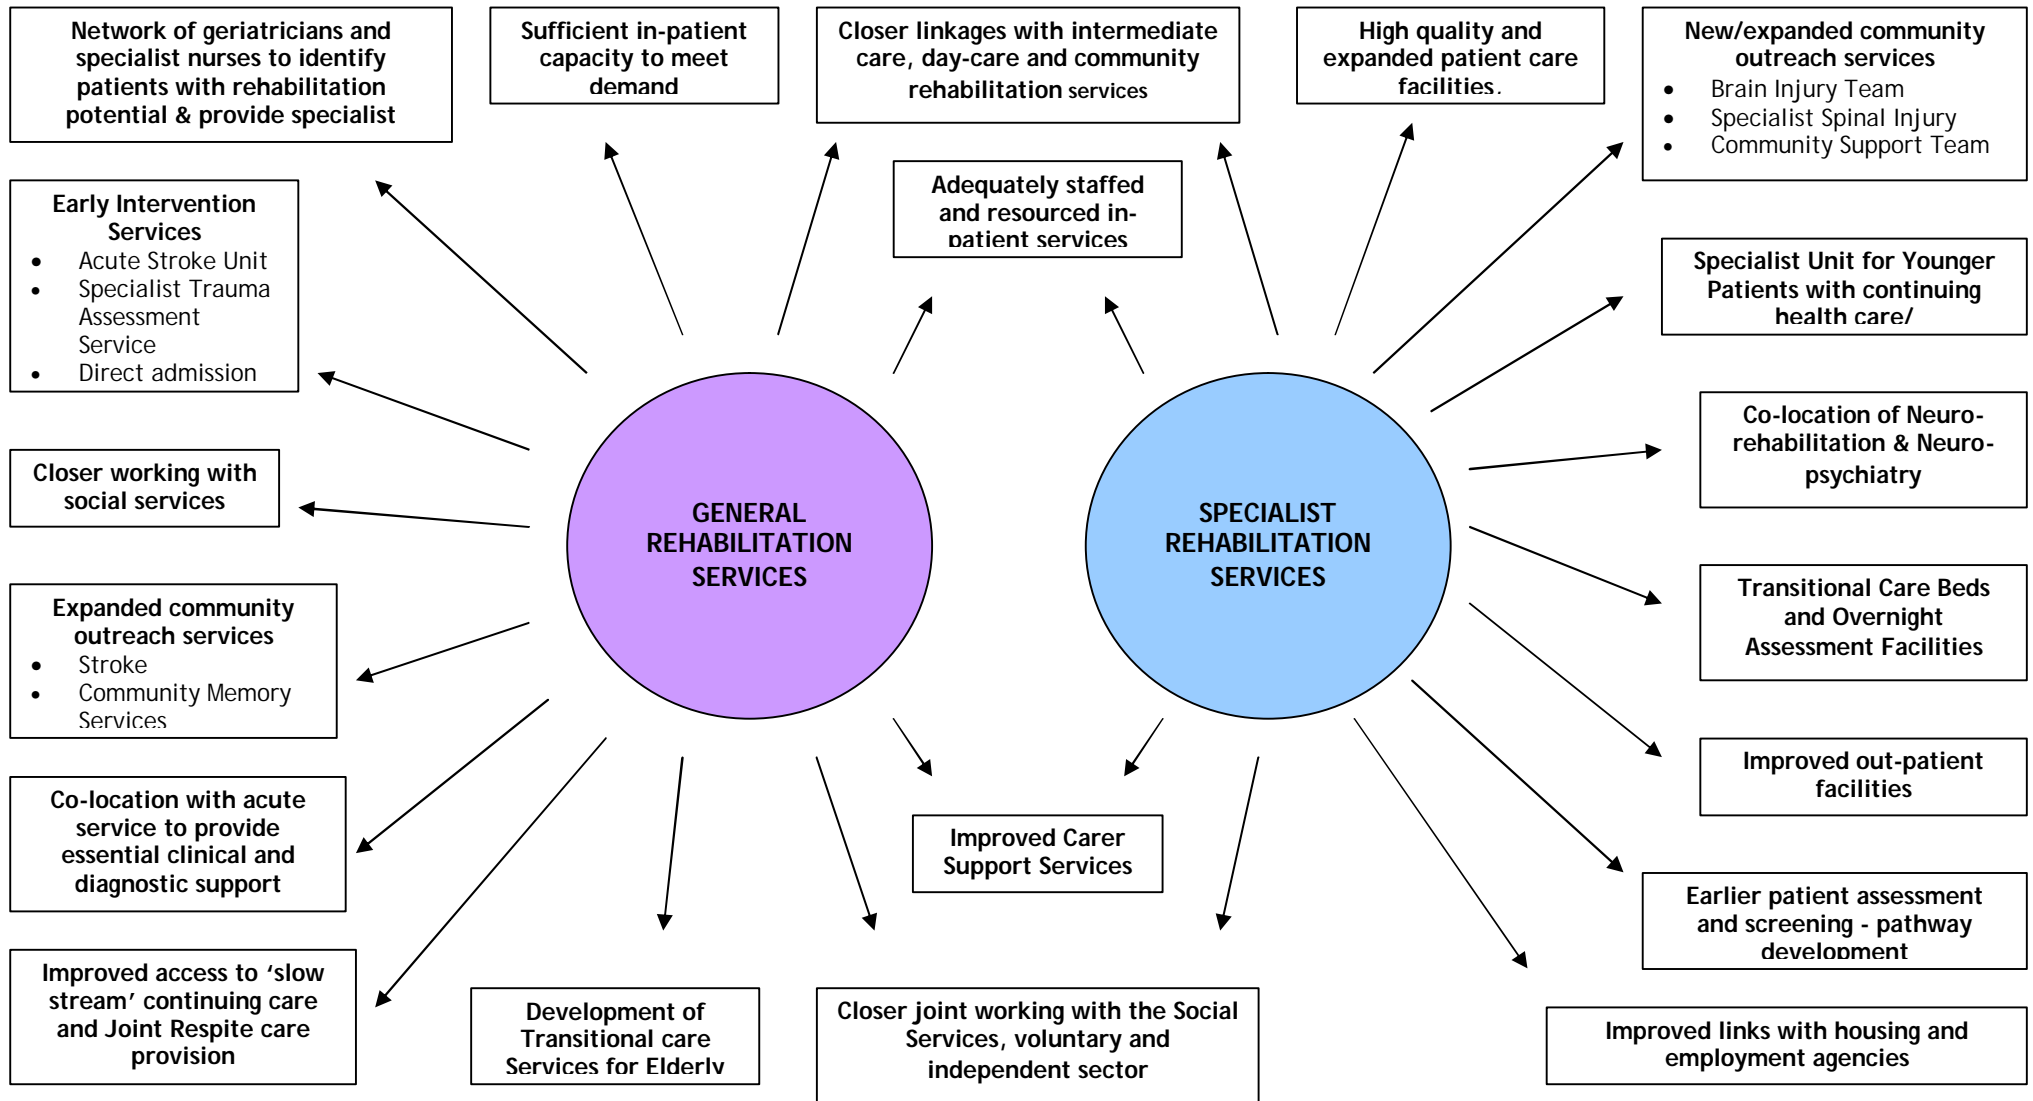 Network of geriatricians and
specialist nurses to identify
patients with rehabilitation
potential & provide specialist
Sufficient in-patient
capacity to meet
demand
Closer linkages with intermediate
care, day-care and community
rehabilitation services
High quality and
expanded patient care
facilities.
New/expanded community
outreach services
• Brain Injury Team
• Specialist Spinal Injury
• Community Support Team
Adequately staffed
and resourced in-
patient services
Early Intervention
Services
• Acute Stroke Unit
• Specialist Trauma
Assessment
Service
• Direct admission
Specialist Unit for Younger
Patients with continuing
health care/
Co-location of Neuro-
rehabilitation & Neuro-
psychiatry
Closer working with
social services
GENERAL
REHABILITATION
SERVICES
SPECIALIST
REHABILITATION
SERVICES
Transitional Care Beds
and Overnight
Assessment Facilities
Expanded community
outreach services
• Stroke
• Community Memory
Services
Improved out-patient
facilities
Co-location with acute
service to provide
essential clinical and
diagnostic support
Improved Carer
Support Services
Earlier patient assessment
and screening - pathway
development
Improved access to ‘slow
stream’ continuing care
and Joint Respite care
provision
Development of
Transitional care
Services for Elderly
Closer joint working with the Social
Services, voluntary and
independent sector
Improved links with housing and
employment agencies